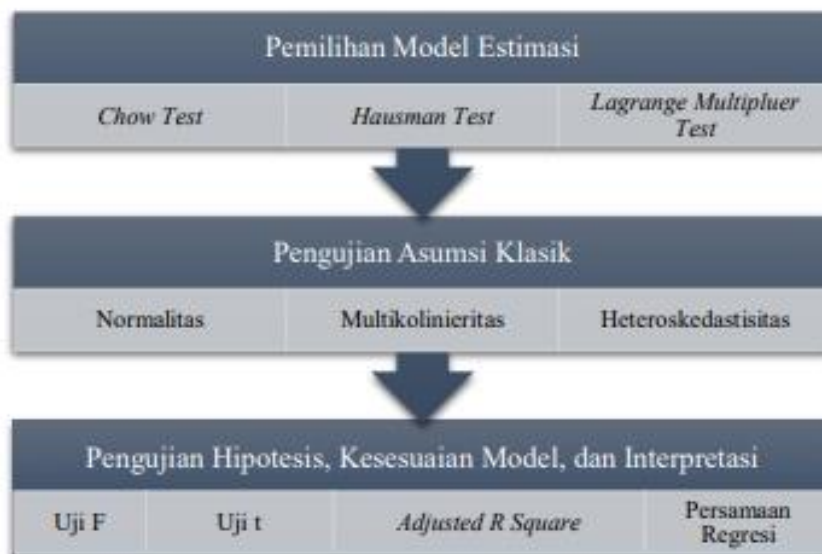 Pemilihan Model Estimasi
Chow Test
Hausman Test
Lagrange Multipluer
Test
Pengujian Asumsi Klasik
Normalitas
Multikolinieritas
Heteroskedastisitas
Pengujian Hipotesis, Kesesuaian Model, dan Interpretasi
Uji F
Uji t
Adjusted R Square
Persamaan
Regresi